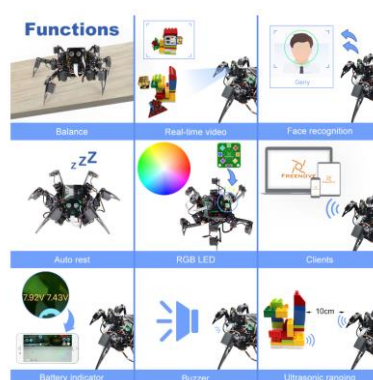 Functions
Balance
Real-time video
Gerry
Face recognition
zZZ
Auto rest
RGB LED
FREENOVE
Clients
7.92V 7.43V
Battery indicator
Buzzer
10cm
Ultrasonic ranging